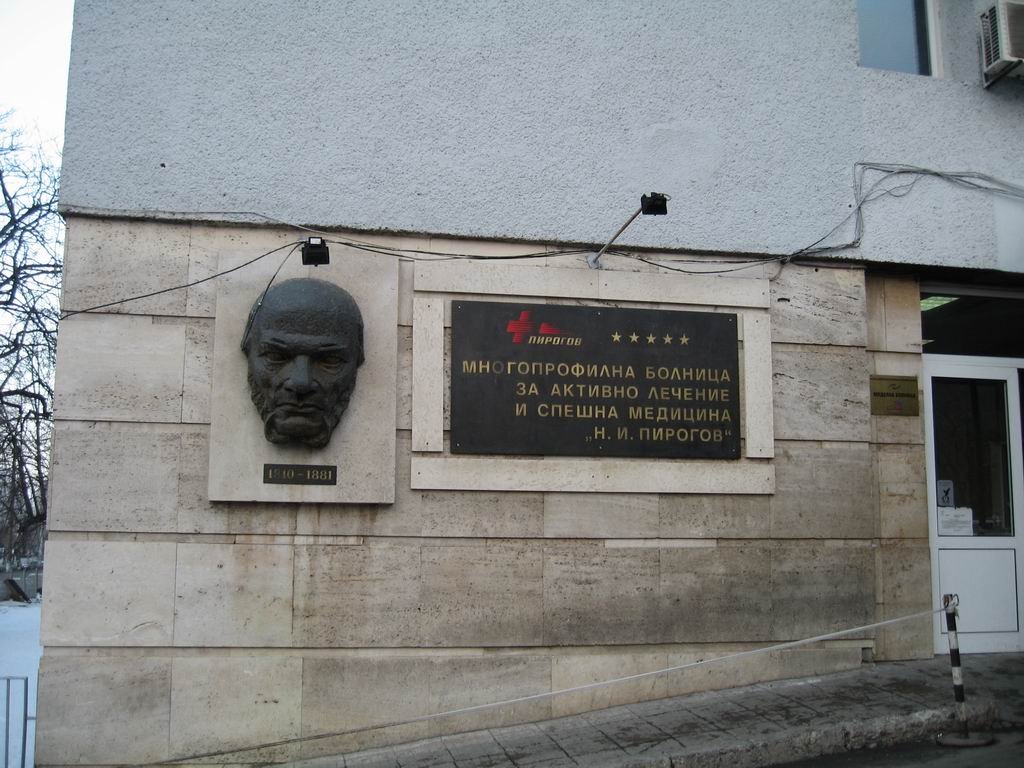 ПИРОГОВ
МНОГОПРОФИЛНА БОЛНИЦА
ЗА АКТИВНО ЛЕЧЕНИЕ
И СПЕШНА МЕДИЦИНА
„Н. И. ПИРОГОВ“
1810-1881